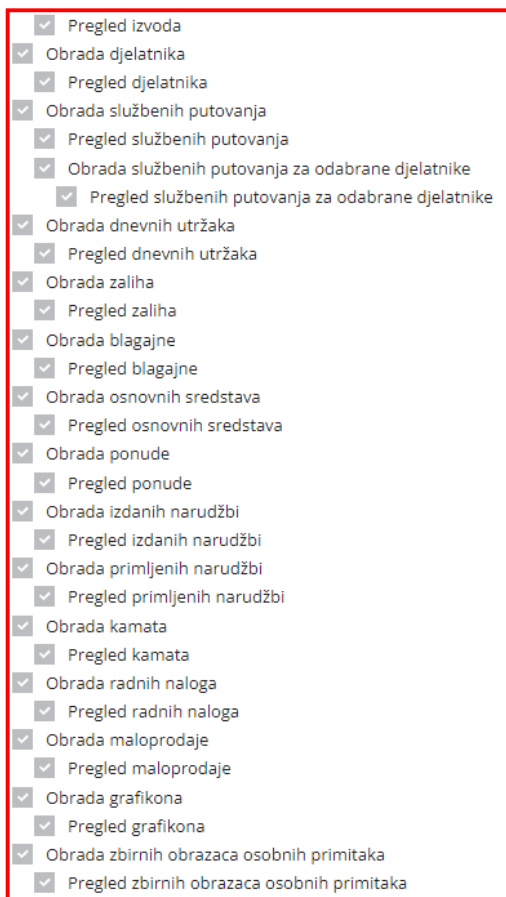 Pregled izvoda
Obrada djelatnika
Pregled djelatnika
Obrada službenih putovanja
Pregled službenih putovanja
Obrada službenih putovanja za odabrane djelatnike
Pregled službenih putovanja za odabrane djelatnike
Obrada dnevnih utržaka
Pregled dnevnih utržaka
Obrada zaliha
Pregled zaliha
Obrada blagajne
Pregled blagajne
Obrada osnovnih sredstava
Pregled osnovnih sredstava
Obrada ponude
Pregled ponude
Obrada izdanih narudžbi
Pregled izdanih narudžbi
Obrada primljenih narudžbi
Pregled primljenih narudžbi
Obrada kamata
Pregled kamata
Obrada radnih naloga
Pregled radnih naloga
Obrada maloprodaje
Pregled maloprodaje
Obrada grafikona
Pregled grafikona
Obrada zbirnih obrazaca osobnih primitaka
Pregled zbirnih obrazaca osobnih primitaka